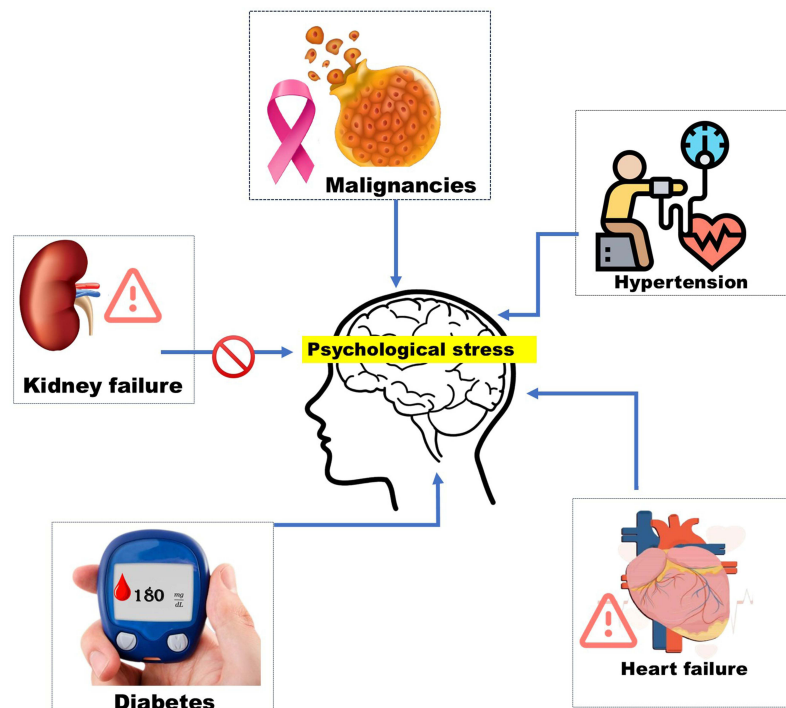 Malignancies
Hypertension
Psychological stress
Kidney failure
180 mg/dL
Diabetes
Heart failure